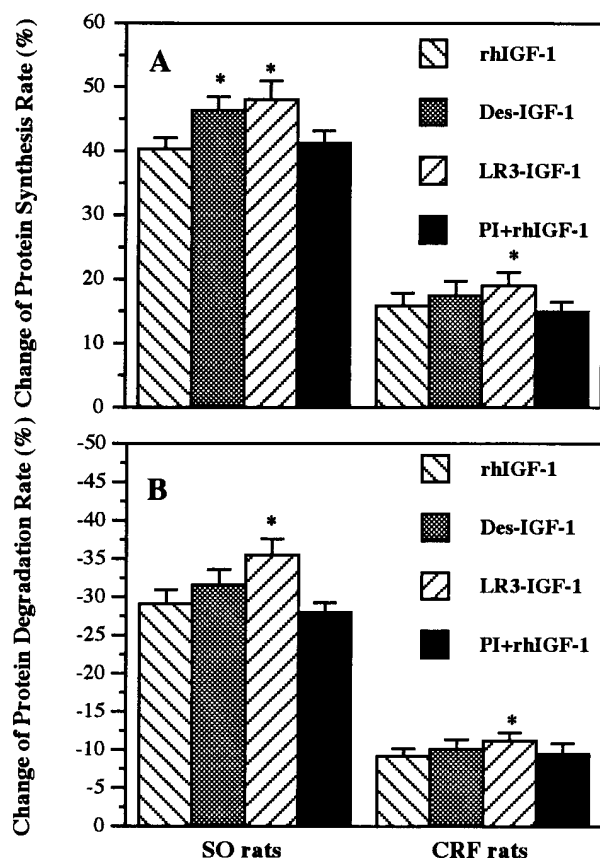 Change of Protein Synthesis Rate (%)
60
50
40
30
20
10
0
A
* *
*
rhIGF-1
Des-IGF-1
LR3-IGF-1
PI+rhIGF-1
Change of Protein Degradation Rate (%)
-50
-45
-40
-35
-30
-25
-20
-15
-10
-5
0
B
*
*
rhIGF-1
Des-IGF-1
LR3-IGF-1
PI+rhIGF-1
SO rats
CRF rats